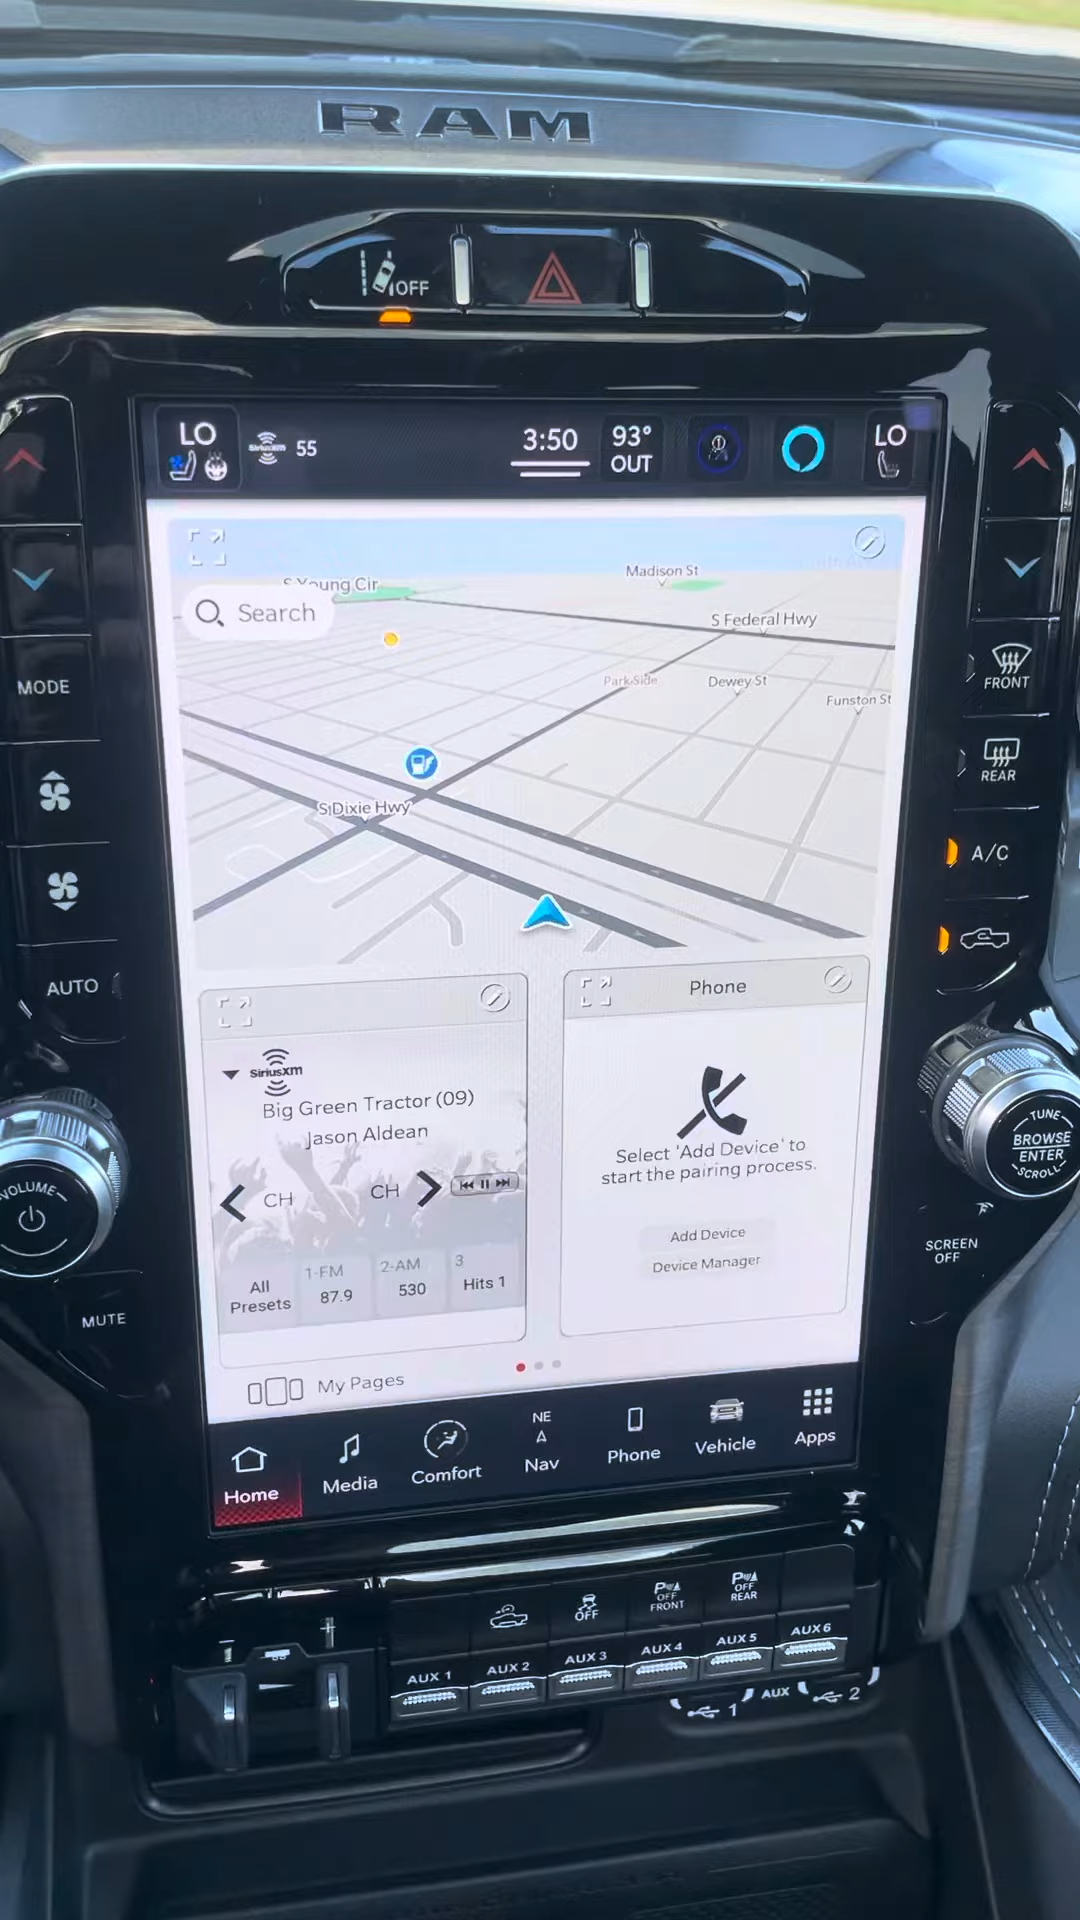 RAM
OFF
LO
SiriusXM
55
3:50
93°
OUT
LO
S Young Cir
Madison St
Search
S Federal Hwy
Park Side
Dewey St
Funston St
S Dixie Hwy
MODE
FRONT
REAR
A/C
AUTO
Phone
SiriusXM
Big Green Tractor (09)
Jason Aldean
CH
CH
Select 'Add Device' to
start the pairing process.
Add Device
Device Manager
All
Presets
1-FM
87.9
2-AM
530
3
Hits 1
VOLUME
MUTE
TUNE
BROWSE
ENTER
SCROLL
SCREEN
OFF
My Pages
Home
Media
Comfort
NE
Nav
Phone
Vehicle
Apps
OFF
P
OFF
FRONT
P
OFF
REAR
AUX 1
AUX 2
AUX 3
AUX 4
AUX 5
AUX 6
1
AUX
2